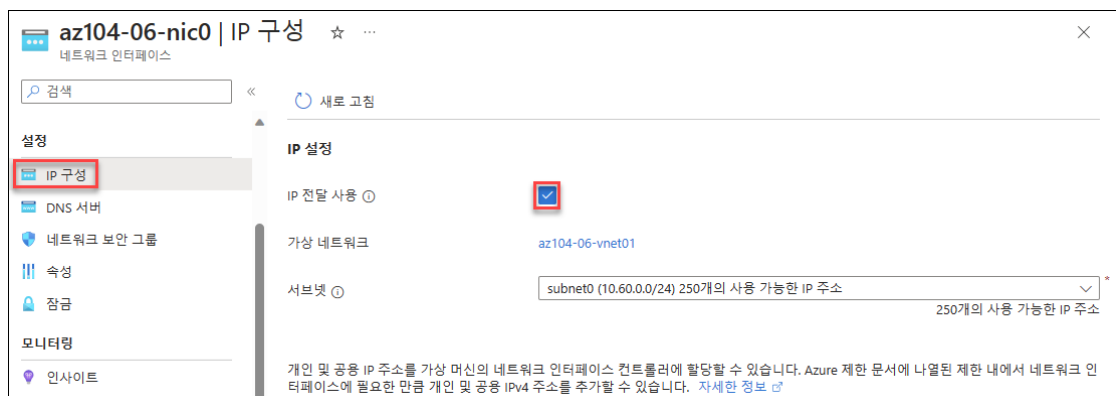 az104-06-nic0 | IP 구성
네트워크 인터페이스
검색
새로 고침
설정
IP 구성
DNS 서버
네트워크 보안 그룹
속성
잠금
모니터링
인사이트
IP 설정
IP 전달 사용
가상 네트워크
az104-06-vnet01
서브넷
subnet0 (10.60.0.0/24) 250개의 사용 가능한 IP 주소
*
250개의 사용 가능한 IP 주소
개인 및 공용 IP 주소를 가상 머신의 네트워크 인터페이스 컨트롤러에 할당할 수 있습니다. Azure 제한 문서에 나열된 제한 내에서 네트워크 인
터페이스에 필요한 만큼 개인 및 공용 IPv4 주소를 추가할 수 있습니다. 자세한 정보